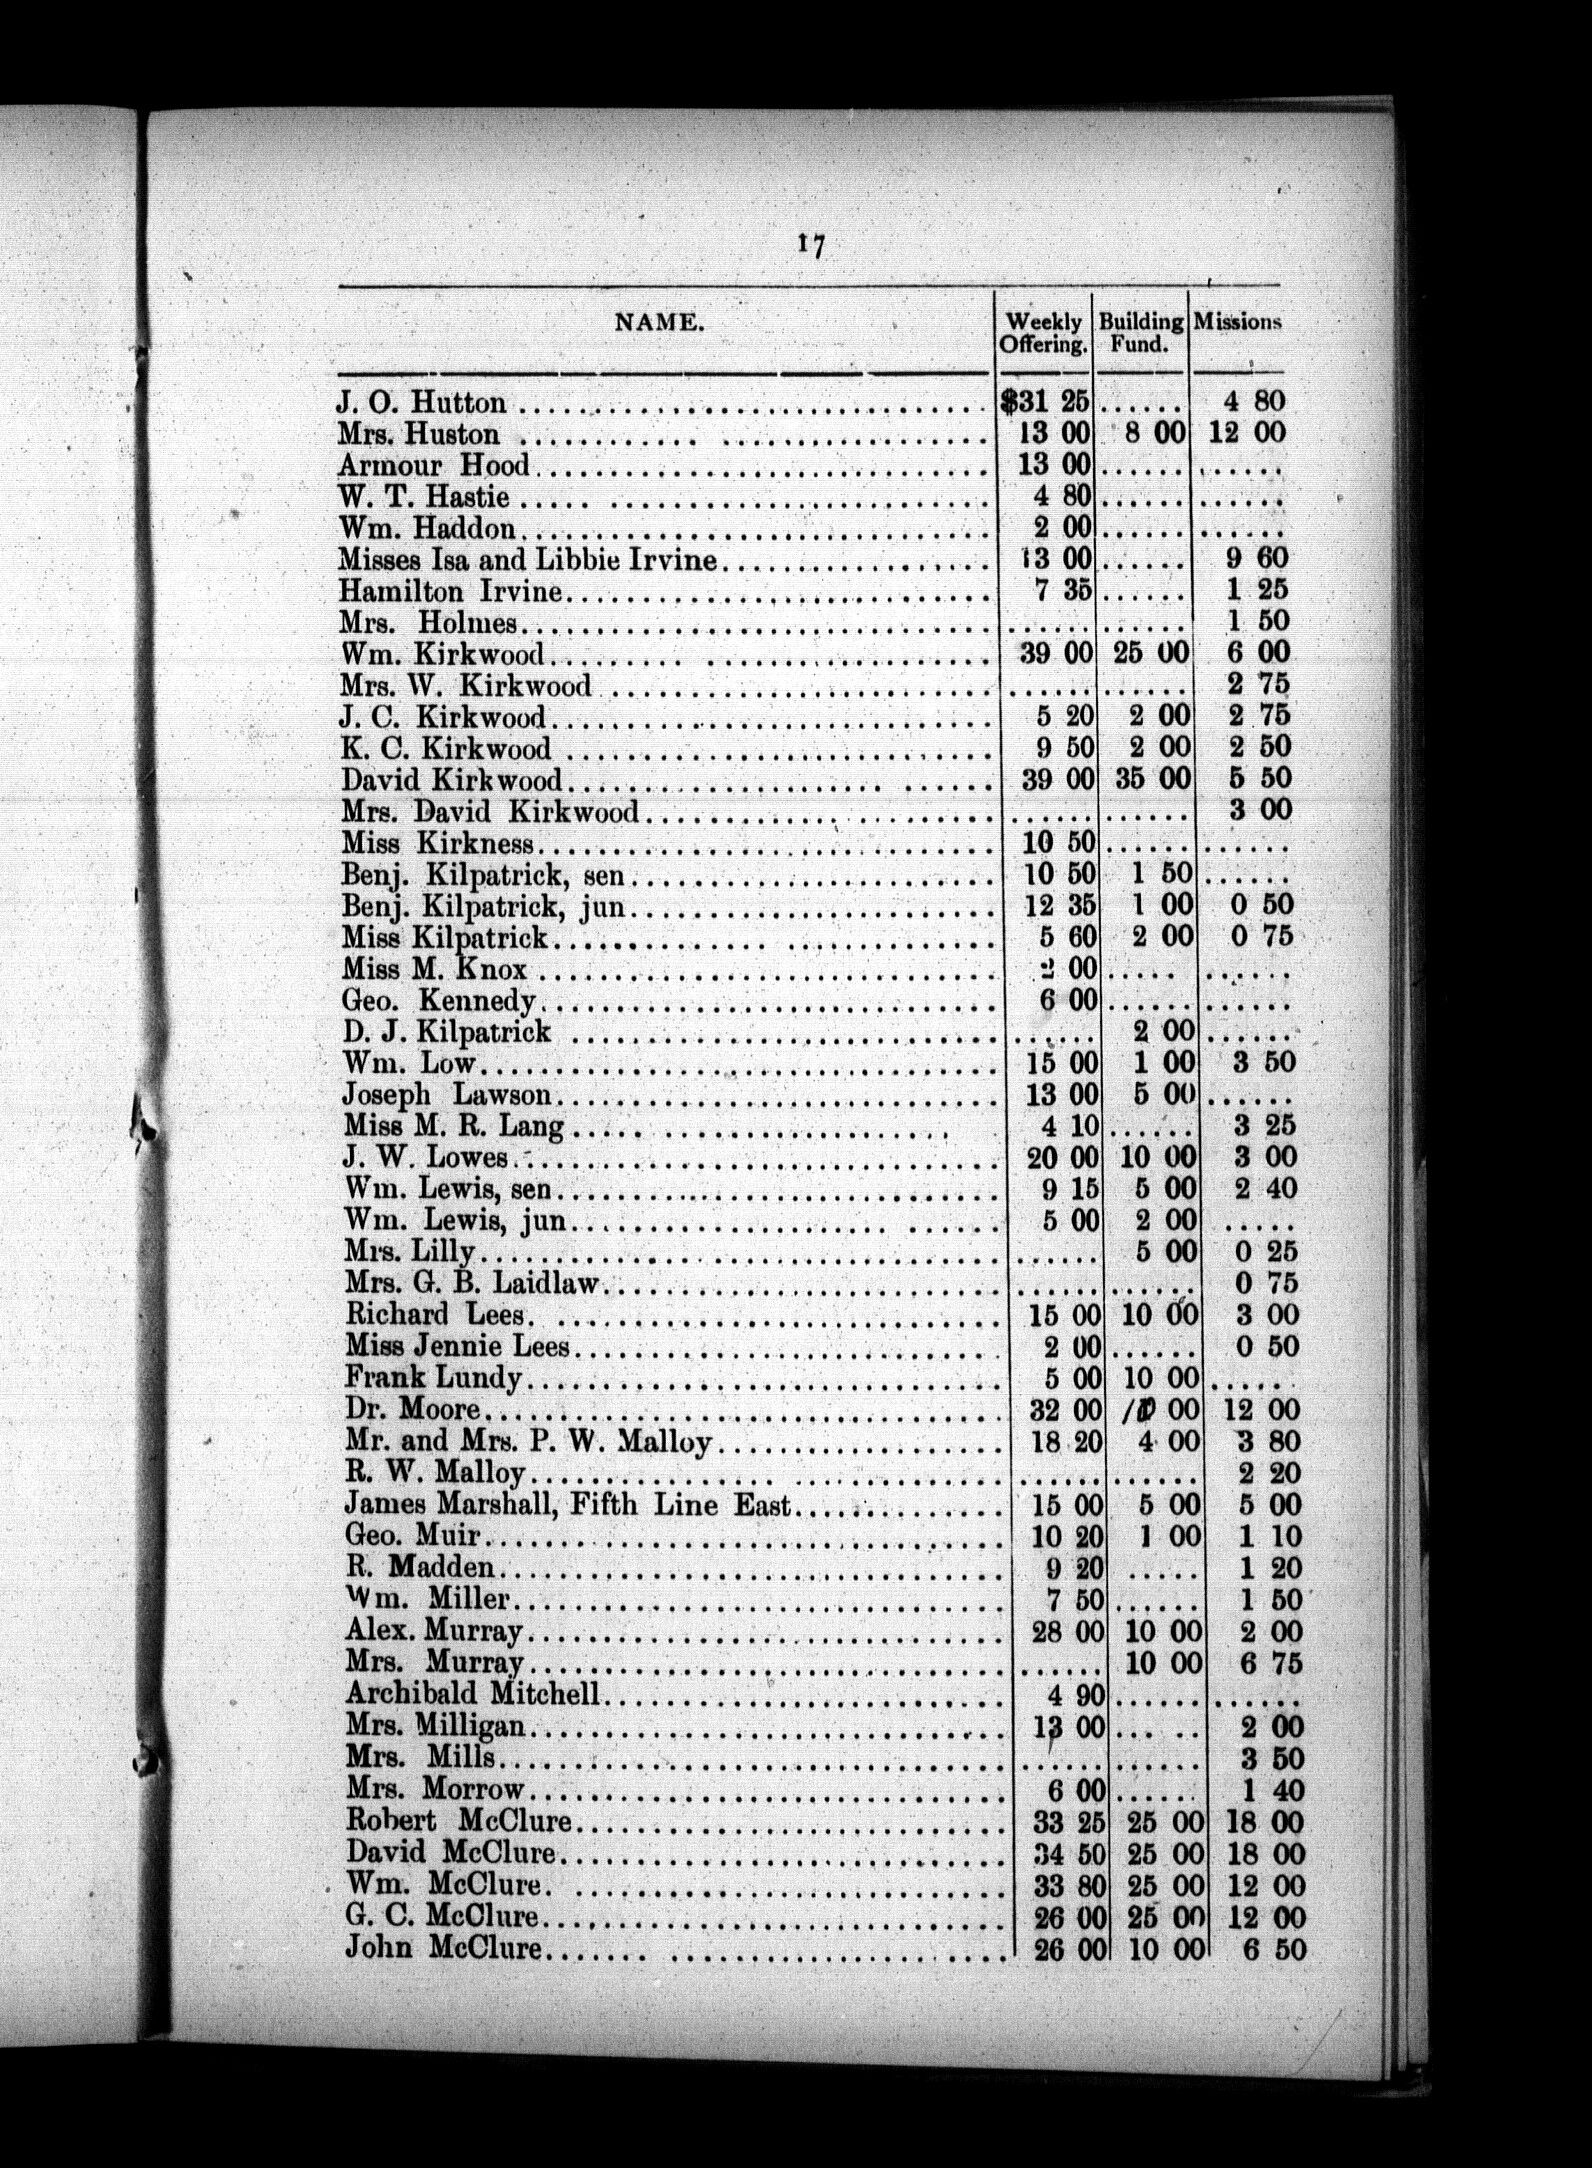 17
NAME. Weekly Offering. Building Fund. Missions
J. O. Hutton $31 25 ...... 4 80
Mrs. Huston 13 00 8 00 12 00
Armour Hood 13 00 ...... ......
W. T. Hastie 4 80 ...... ......
Wm. Haddon 2 00 ...... ......
Misses Isa and Libbie Irvine 13 00 ...... 9 60
Hamilton Irvine 7 35 ...... 1 25
Mrs. Holmes ...... ...... 1 50
Wm. Kirkwood 39 00 25 00 6 00
Mrs. W. Kirkwood ...... ...... 2 75
J. C. Kirkwood 5 20 2 00 2 75
K. C. Kirkwood 9 50 2 00 2 50
David Kirkwood 39 00 35 00 5 50
Mrs. David Kirkwood ...... ...... 3 00
Miss Kirkness 10 50 ...... ......
Benj. Kilpatrick, sen 10 50 1 50 ......
Benj. Kilpatrick, jun 12 35 1 00 0 50
Miss Kilpatrick 5 60 2 00 0 75
Miss M. Knox 2 00 ..... ......
Geo. Kennedy 6 00 ...... ......
D. J. Kilpatrick ...... 2 00 ......
Wm. Low 15 00 1 00 3 50
Joseph Lawson 13 00 5 00 ......
Miss M. R. Lang 4 10 ...... 3 25
J. W. Lowes 20 00 10 00 3 00
Wm. Lewis, sen 9 15 5 00 2 40
Wm. Lewis, jun 5 00 2 00 .....
Mrs. Lilly ...... 5 00 0 25
Mrs. G. B. Laidlaw ...... ...... 0 75
Richard Lees 15 00 10 00 3 00
Miss Jennie Lees 2 00 ...... 0 50
Frank Lundy 5 00 10 00 ......
Dr. Moore 32 00 00 12 00
Mr. and Mrs. P. W. Malloy 18 20 4 00 3 80
R. W. Malloy ...... ...... 2 20
James Marshall, Fifth Line East 15 00 5 00 5 00
Geo. Muir 10 20 1 00 1 10
R. Madden 9 20 ..... 1 20
Wm. Miller 7 50 ...... 1 50
Alex. Murray 28 00 10 00 2 00
Mrs. Murray ...... 10 00 6 75
Archibald Mitchell 4 90 ...... ......
Mrs. Milligan 13 00 ... .. 2 00
Mrs. Mills ...... ...... 3 50
Mrs. Morrow 6 00 ...... 1 40
Robert McClure 33 25 25 00 18 00
David McClure 34 50 25 00 18 00
Wm. McClure 33 80 25 00 12 00
G. C. McClure 26 00 25 00 12 00
John McClure 26 00 10 00 6 50